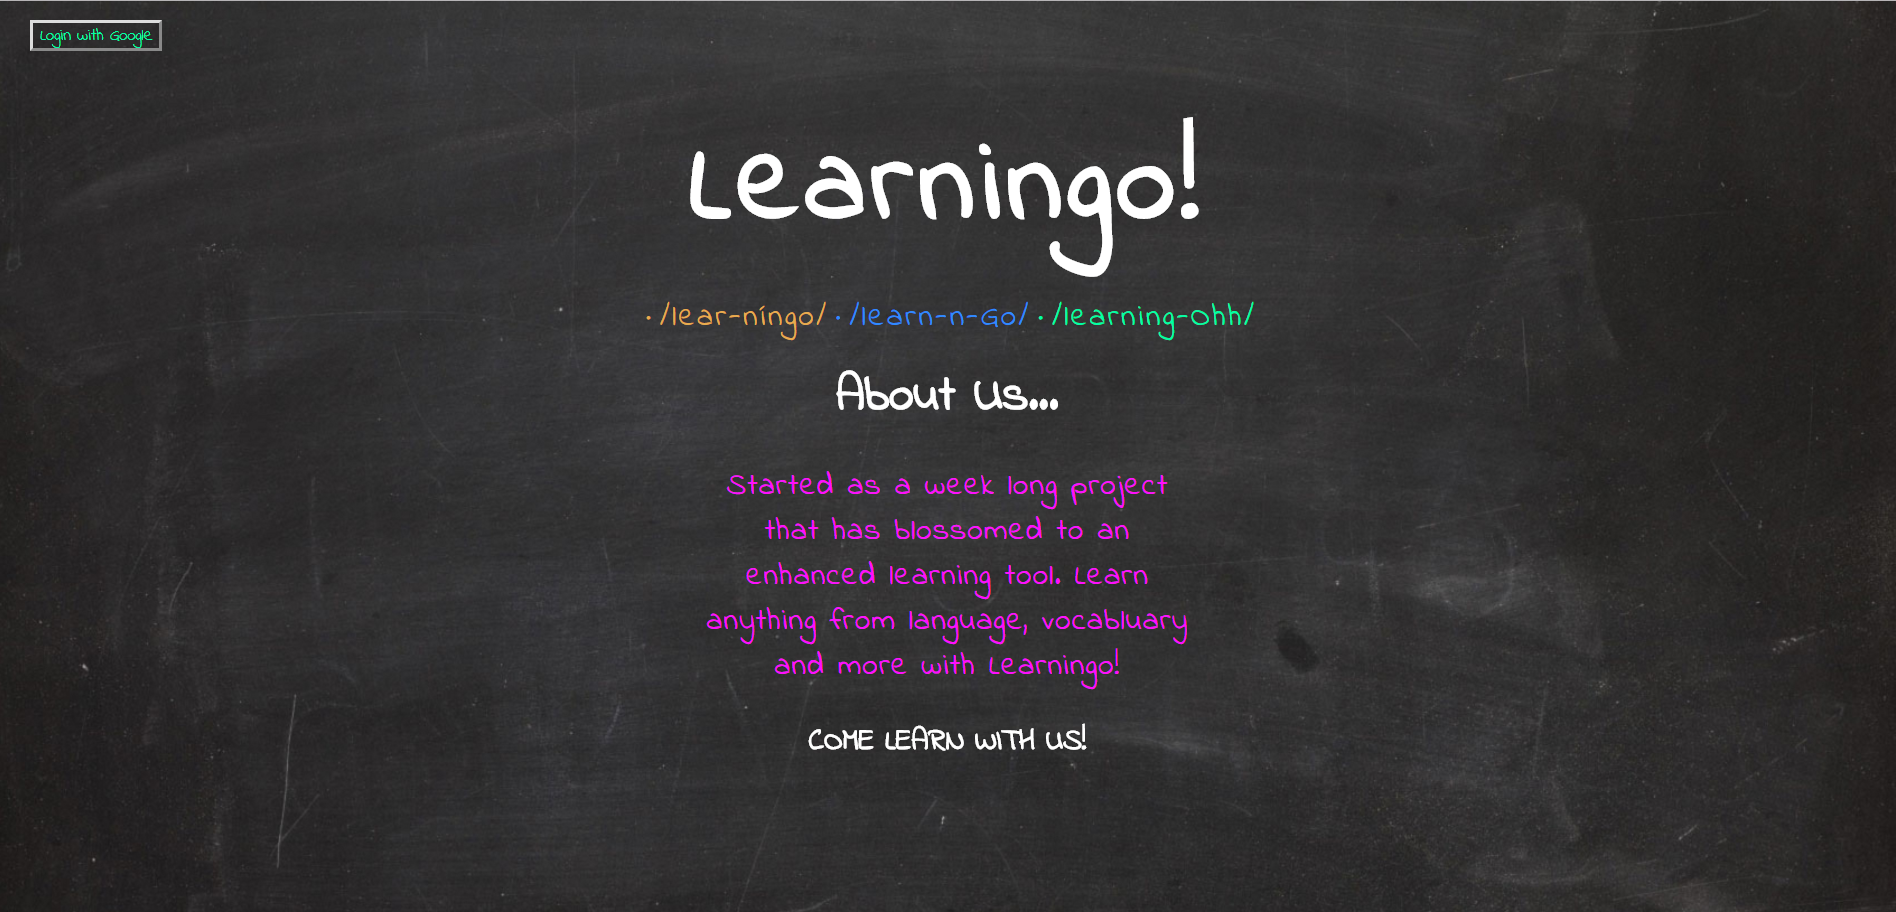 Login with Google
Learningo!
• /lear-níngo/ • /learn-n-Go/ • /learning-Ohh/
About Us...
Started as a week long project
that has blossomed to an
enhanced learning tool. Learn
anything from language, vocabluary
and more with Learningo!
COME LEARN WITH US!